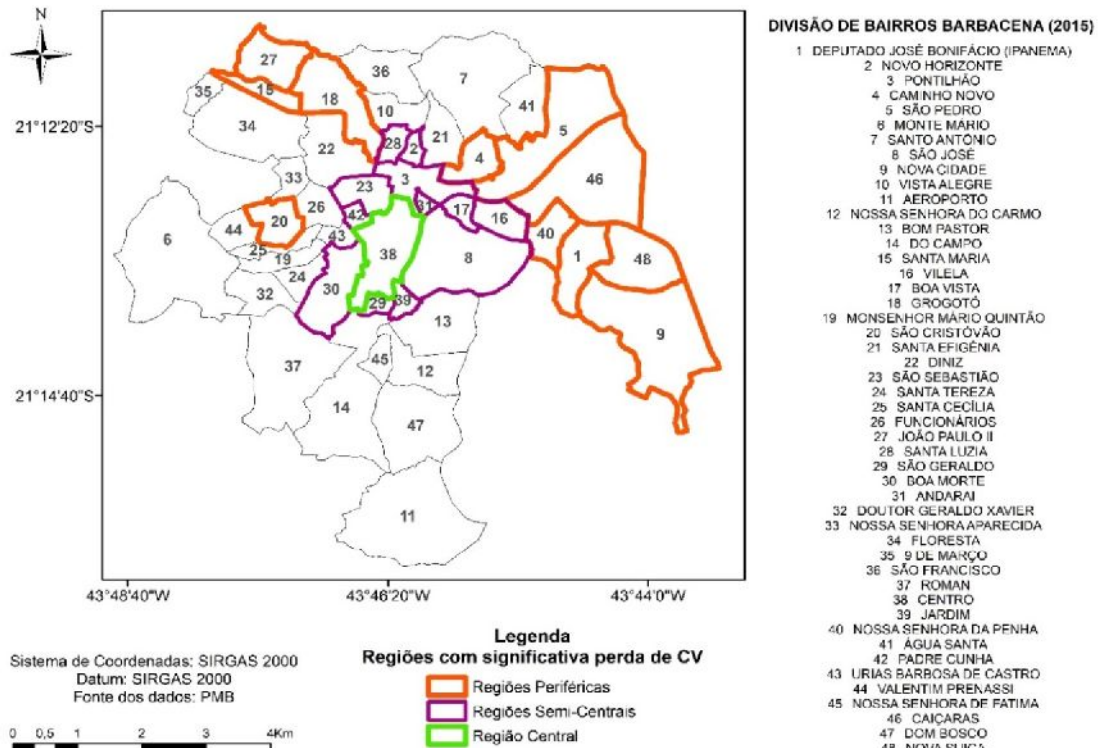 N
21°12'20"S
21°14'40"S
43°48'40"W
43°46'20"W
43°44'0"W
27
36
7
35
15
18
10
41
5
34
22
28
2
21
4
46
33
23
3
20
26
42
31
17
16
44
6
25
19
43
38
8
40
1
48
24
30
32
29
39
13
9
37
45
12
14
47
11
DIVISÃO DE BAIRROS BARBACENA (2015)
1 DEPUTADO JOSÉ BONIFÁCIO (IPANEMA)
2 NOVO HORIZONTE
3 PONTILHÃO
4 CAMINHO NOVO
5 SÃO PEDRO
6 MONTE MÁRIO
7 SANTO ANTÔNIO
8 SÃO JOSÉ
9 NOVA CIDADE
10 VISTA ALEGRE
11 AEROPORTO
12 NOSSA SENHORA DO CARMO
13 BOM PASTOR
14 DO CAMPO
15 SANTA MARIA
16 VILELA
17 BOA VISTA
18 GROGOTÓ
19 MONSENHOR MÁRIO QUINTÃO
20 SÃO CRISTÓVÃO
21 SANTA EFIGÊNIA
22 DINIZ
23 SÃO SEBASTIÃO
24 SANTA TEREZA
25 SANTA CECÍLIA
26 FUNCIONÁRIOS
27 JOÃO PAULO II
28 SANTA LUZIA
29 SÃO GERALDO
30 BOA MORTE
31 ANDARAI
32 DOUTOR GERALDO XAVIER
33 NOSSA SENHORA APARECIDA
34 FLORESTA
35 9 DE MARÇO
36 SÃO FRANCISCO
37 ROMAN
38 CENTRO
39 JARDIM
40 NOSSA SENHORA DA PENHA
41 ÁGUA SANTA
42 PADRE CUNHA
43 URIAS BARBOSA DE CASTRO
44 VALENTIM PRENASSI
45 NOSSA SENHORA DE FATIMA
46 CAIÇARAS
47 DOM BOSCO
48 NOVA SUIÇA
Sistema de Coordenadas: SIRGAS 2000
Datum: SIRGAS 2000
Fonte dos dados: PMB
0 0,5 1 2 3 4Km
Legenda
Regiões com significativa perda de CV
Regiões Periféricas
Regiões Semi-Centrais
Região Central